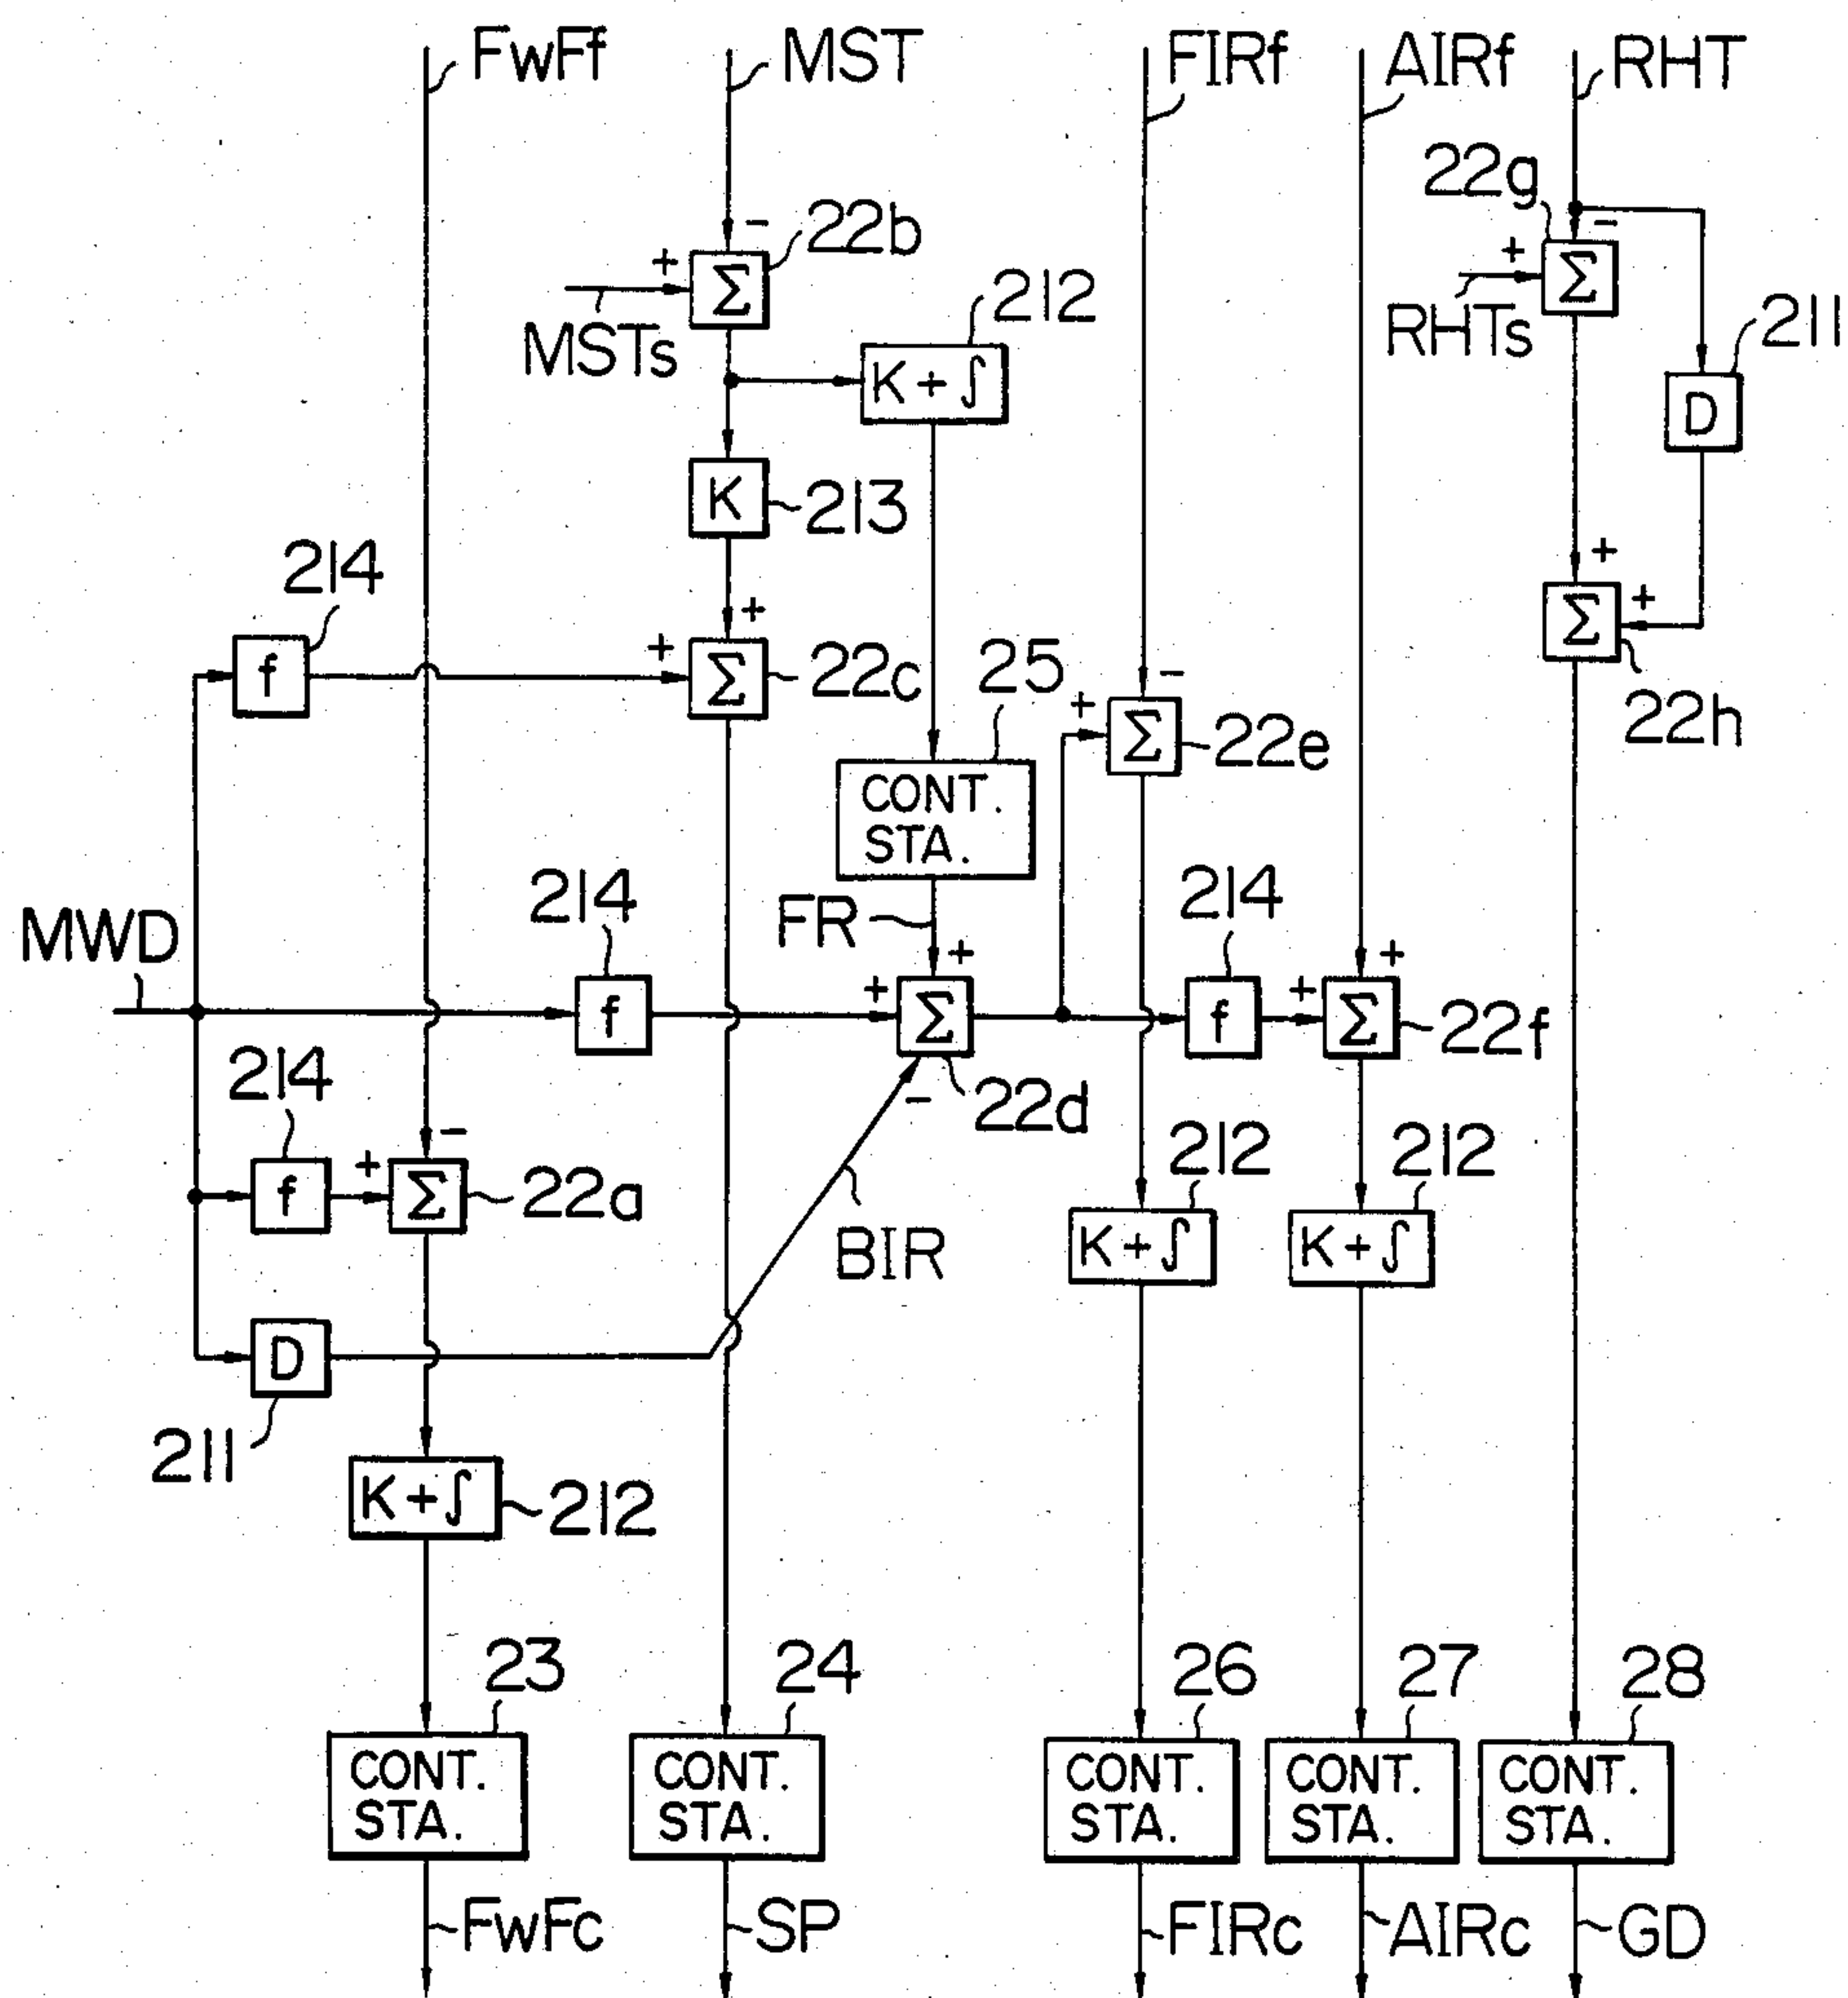 FwFf
MST
FIRf
AIRf
RHT
22g
-
-
22b
+
+
Σ
Σ
212
RHTs
211
MSTs
K+∫
D
K
213
214
+
+
+
+
f
Σ
22c
25
-
Σ
+
22h
Σ
22e
CONT.
STA.
214
214
FR
MWD
+
+
+
+
f
Σ
f
Σ
22f
214
-
22d
-
212
212
+
f
Σ
22a
BIR
K+∫
K+∫
D
211
K+∫
212
23
24
26
27
28
CONT.
STA.
CONT.
STA.
CONT.
STA.
CONT.
STA.
CONT.
STA.
FwFc
SP
FIRc
AIRc
GD